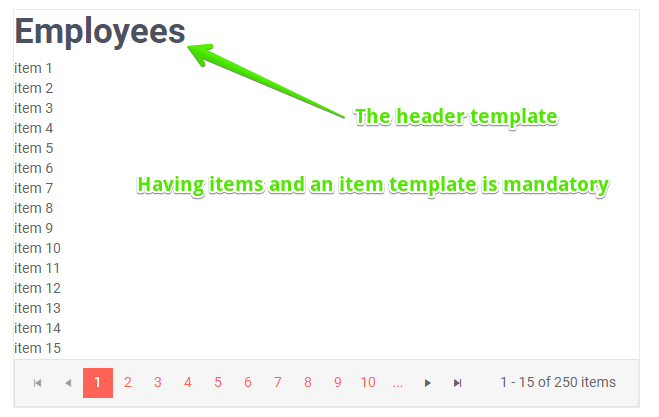 Employees
item 1
item 2
item 3
The header template
item 4
item 5
item 6
Having items and an item template is mandatory
item 7
item 8
item 9
item 10
item 11
item 12
item 13
item 14
item 15
1 2 3 4 5 6 7 8 9 10 ... 1 - 15 of 250 items